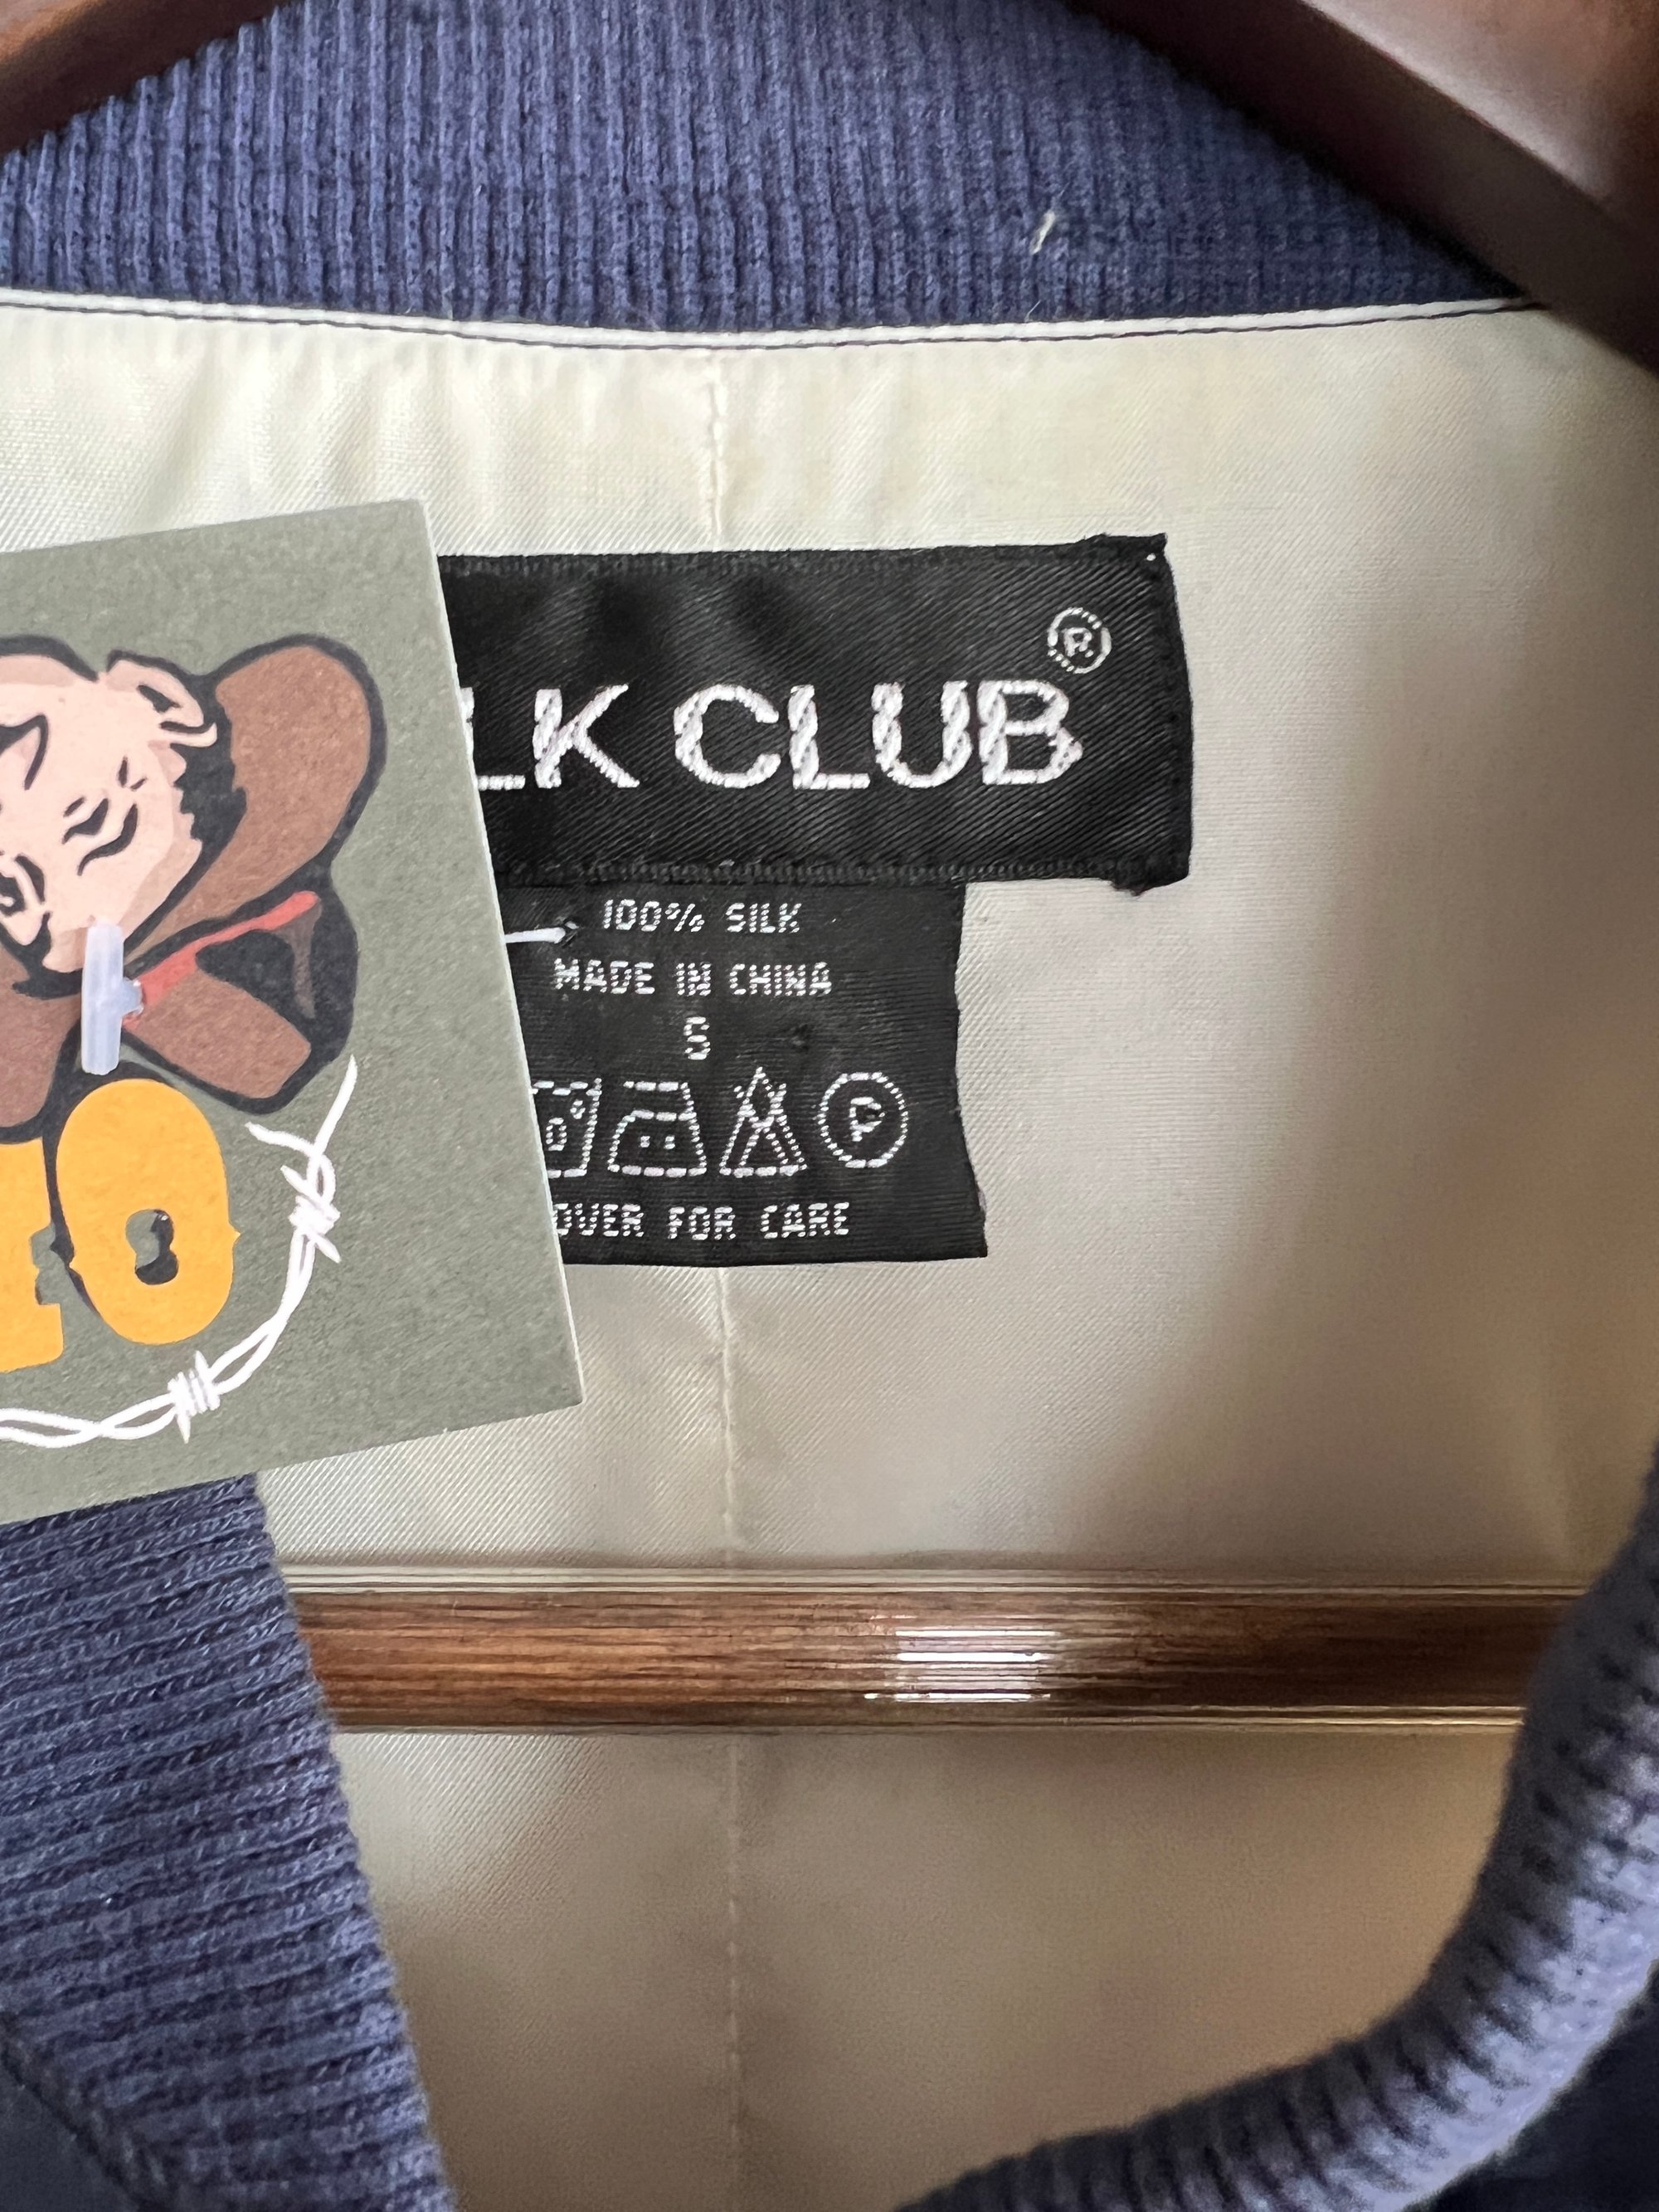 LK CLUB ®
100% SILK
MADE IN CHINA
S
P
OVER FOR CARE
O